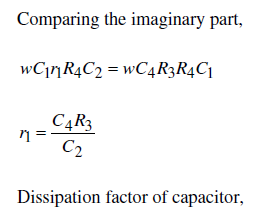 Comparing the imaginary part,
wC₁r₁R₄C₂ = wC₄R₃R₄C₁
r₁ = C₄R₃ / C₂
Dissipation factor of capacitor,